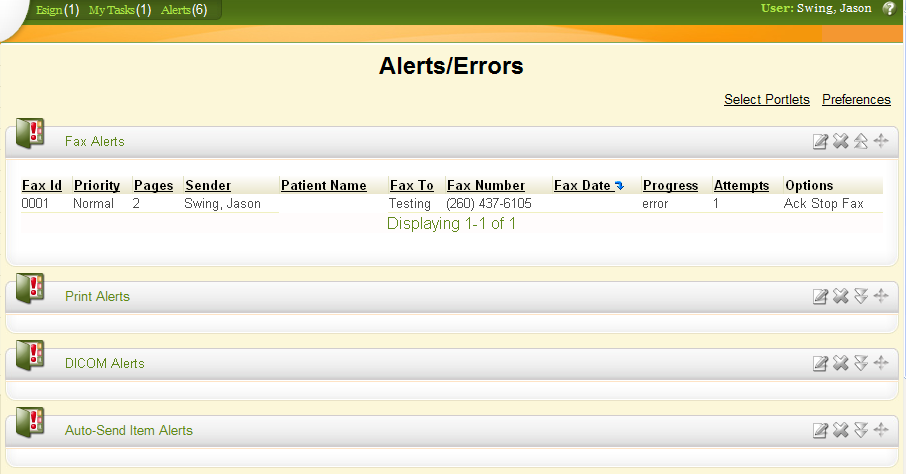 Esign (1) My Tasks (1) Alerts (6) User: Swing, Jason ?
Alerts/Errors
Select Portlets Preferences
Fax Alerts
Fax Id Priority Pages Sender Patient Name Fax To Fax Number Fax Date Progress Attempts Options
0001 Normal 2 Swing, Jason Testing (260) 437-6105 error 1 Ack Stop Fax
Displaying 1-1 of 1
Print Alerts
DICOM Alerts
Auto-Send Item Alerts